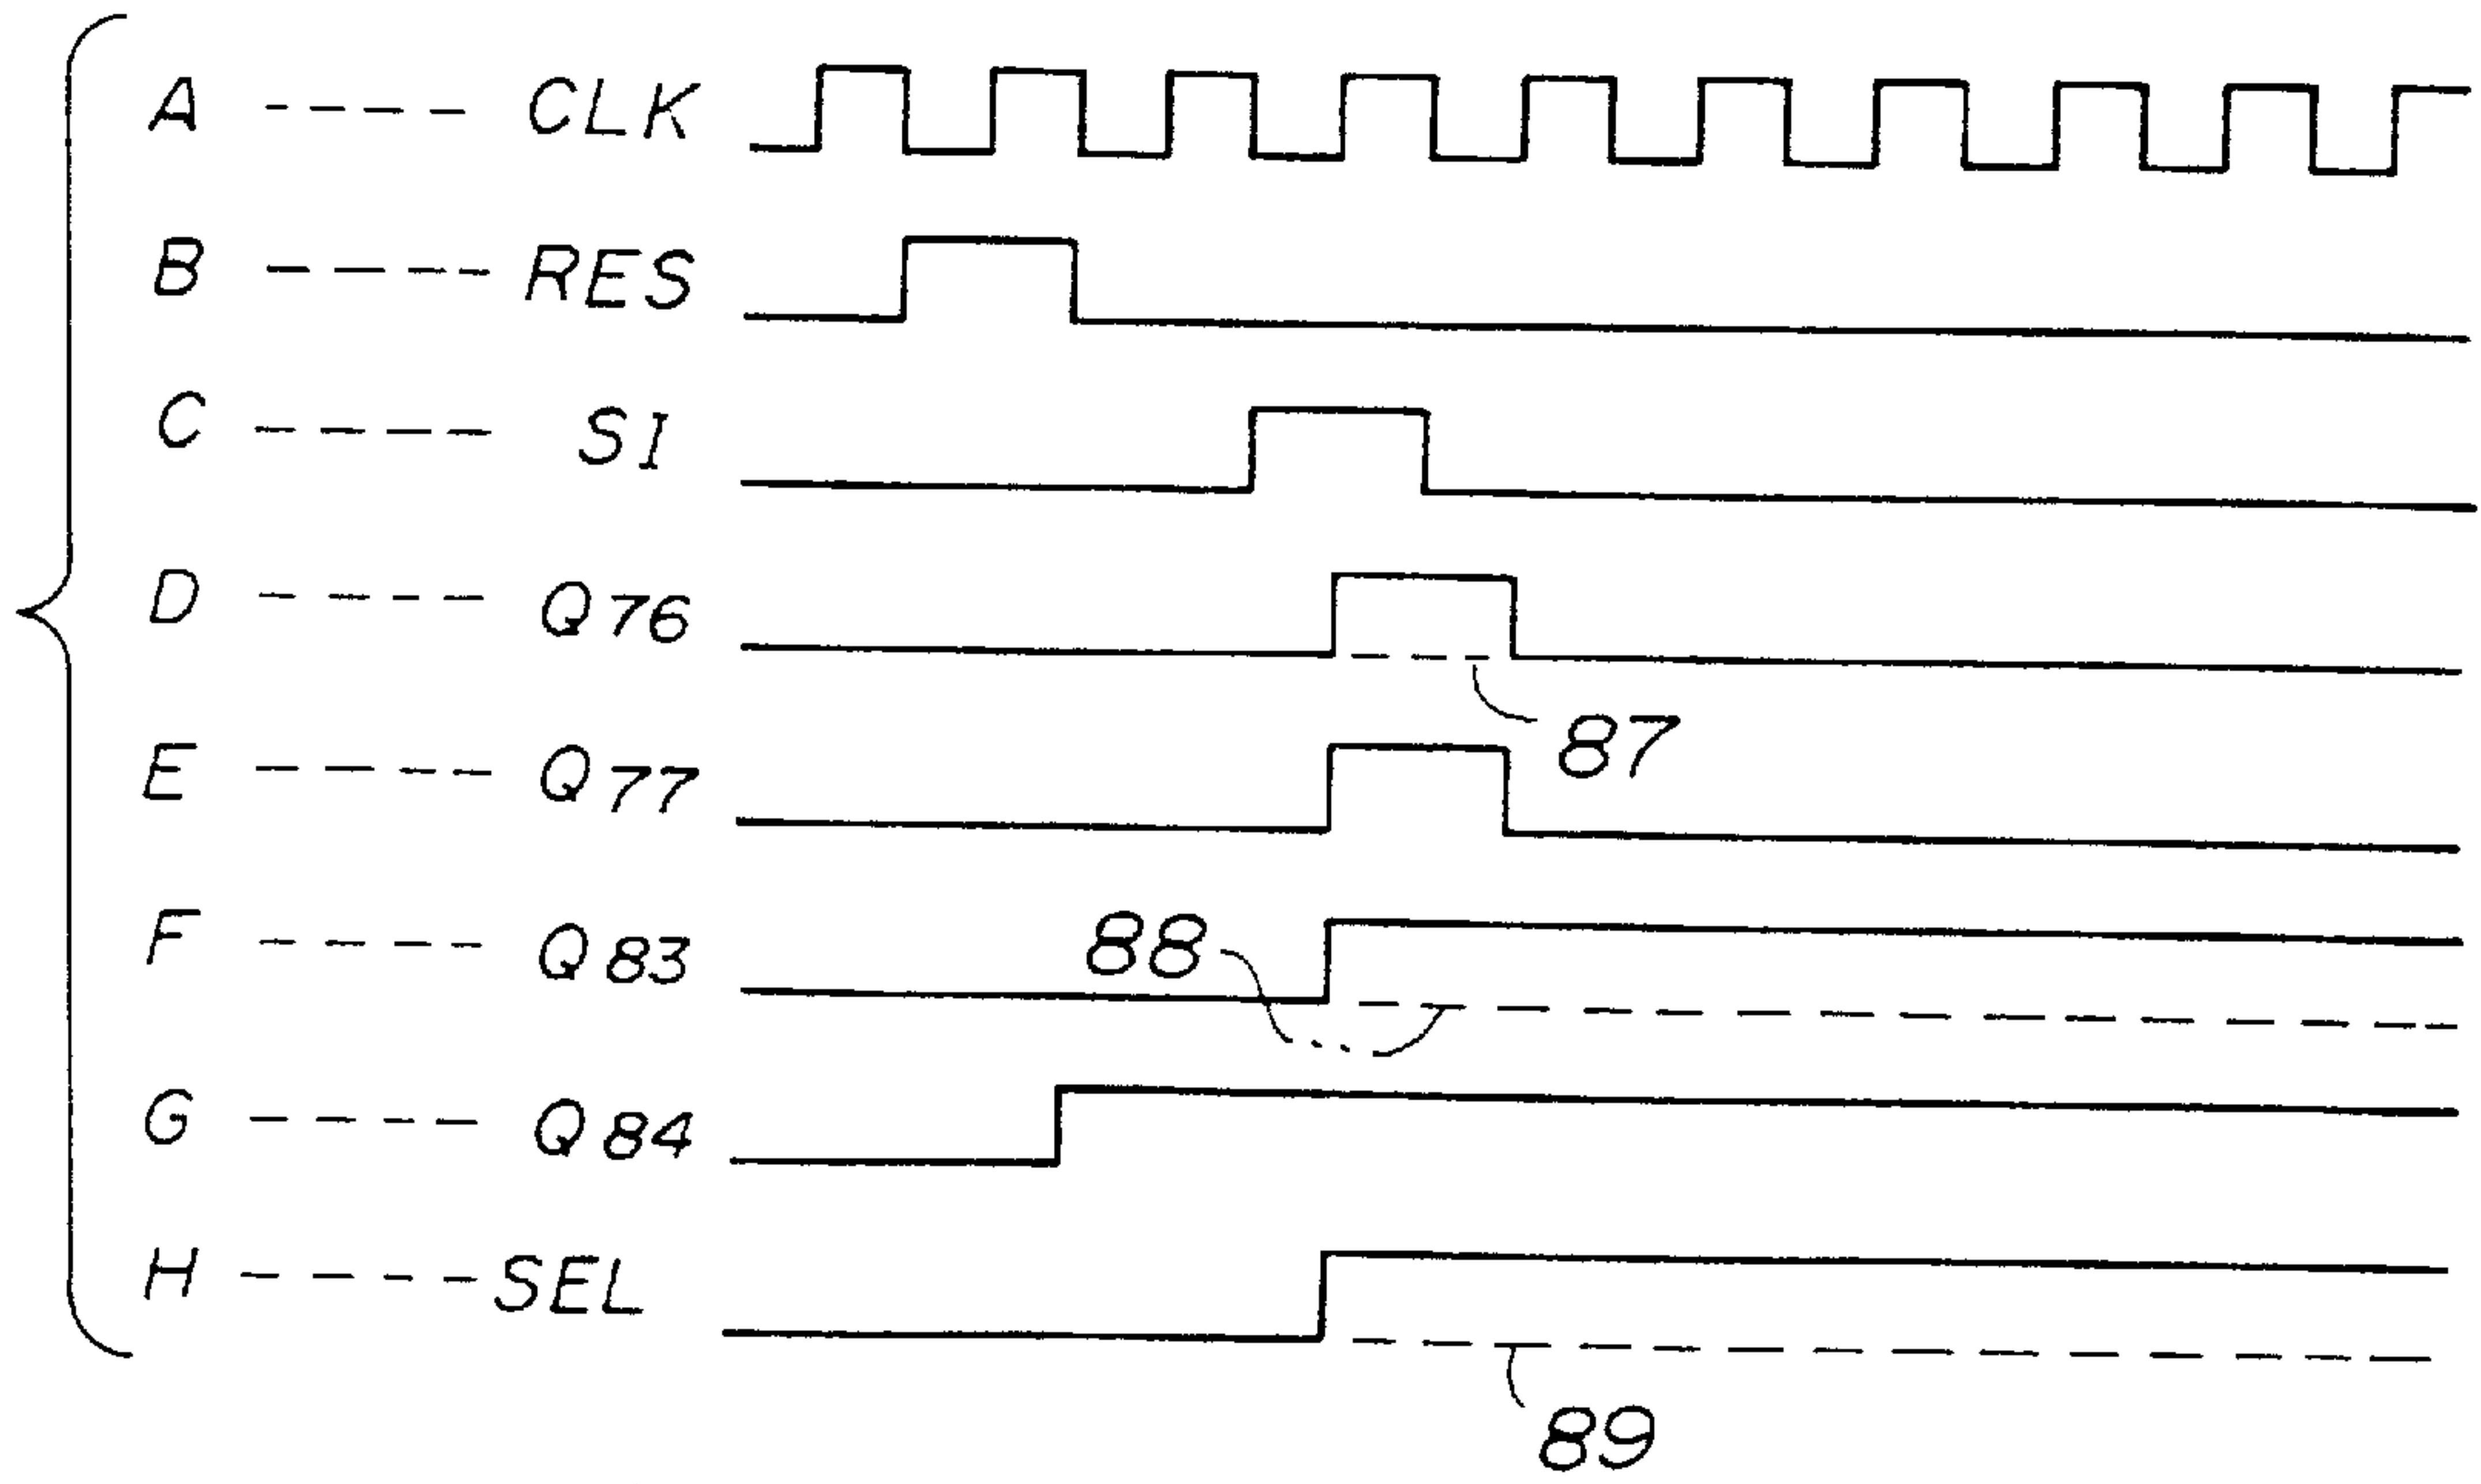 A ---- CLK
B ---- RES
C ---- SI
D ---- Q76
87
E ---- Q77
F ---- Q83
88
G ---- Q84
H ---- SEL
89